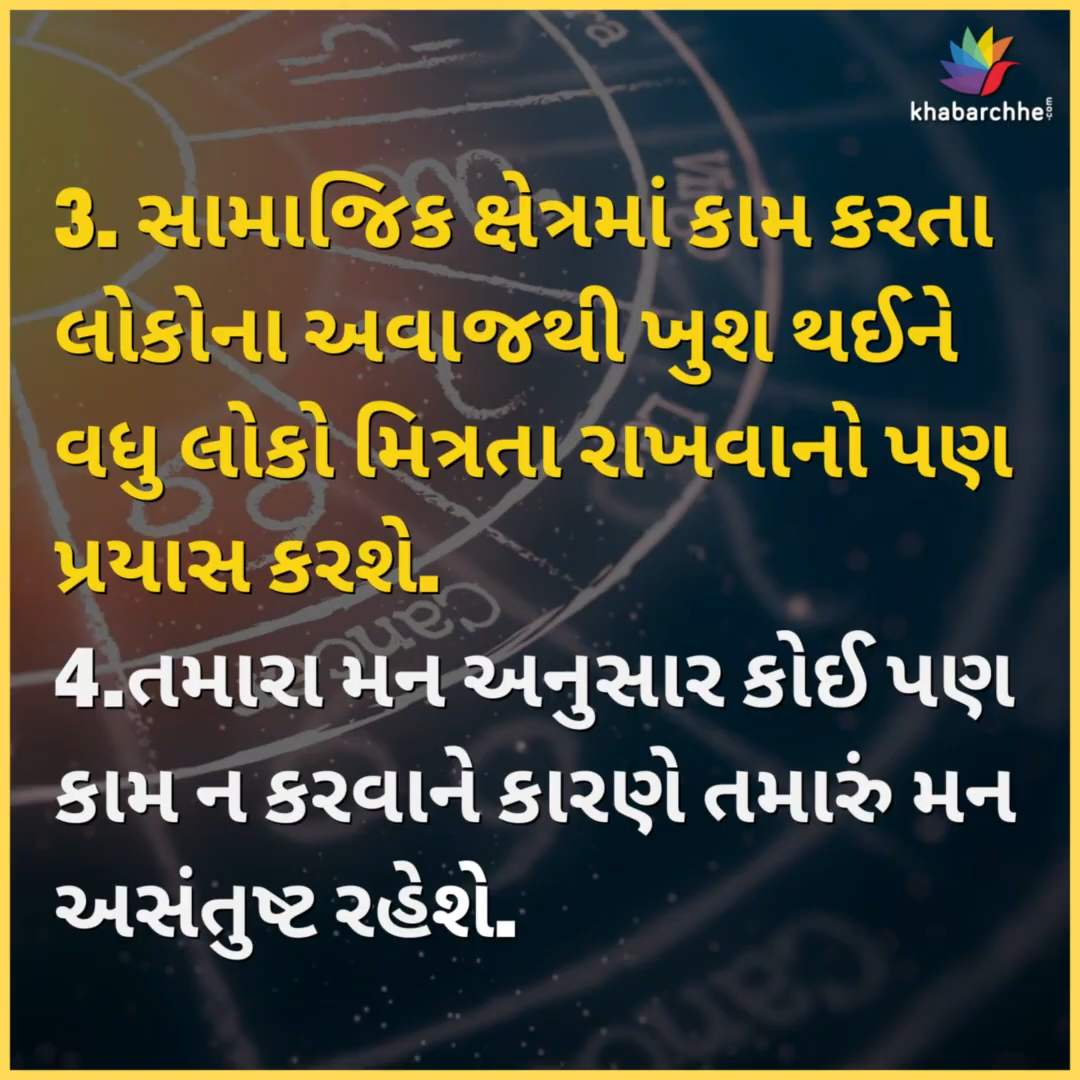 khabarchhe.com
3. સામાજિક ક્ષેત્રમાં કામ કરતા
લોકોના અવાજથી ખુશ થઈને
વધુ લોકો મિત્રતા રાખવાનો પણ
પ્રયાસ કરશે.
4.તમારા મન અનુસાર કોઈ પણ
કામ ન કરવાને કારણે તમારું મન
અસંતુષ્ટ રહેશે.
Cancer